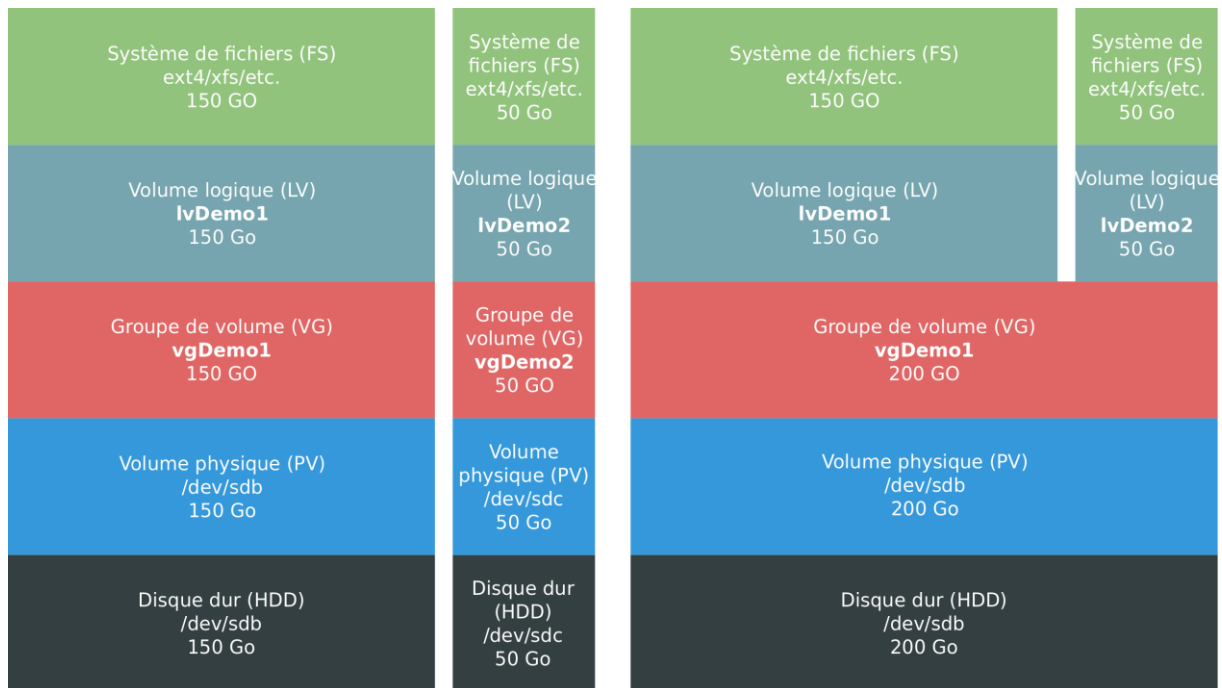 Système de fichiers (FS)
ext4/xfs/etc.
150 GO
Volume logique (LV)
lvDemo1
150 Go
Groupe de volume (VG)
vgDemo1
150 GO
Volume physique (PV)
/dev/sdb
150 Go
Disque dur (HDD)
/dev/sdb
150 Go
Système de
fichiers (FS)
ext4/xfs/etc.
50 Go
Volume logique
(LV)
lvDemo2
50 Go
Groupe de
volume (VG)
vgDemo2
50 GO
Volume
physique (PV)
/dev/sdc
50 Go
Disque dur
(HDD)
/dev/sdc
50 Go
Système de fichiers (FS)
ext4/xfs/etc.
150 GO
Système de
fichiers (FS)
ext4/xfs/etc.
50 Go
Volume logique (LV)
lvDemo1
150 Go
Volume logique
(LV)
lvDemo2
50 Go
Groupe de volume (VG)
vgDemo1
200 GO
Volume physique (PV)
/dev/sdb
200 Go
Disque dur (HDD)
/dev/sdb
200 Go